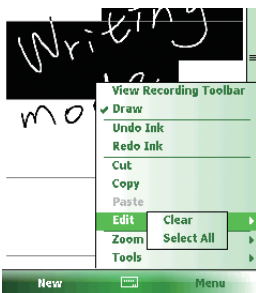 Writing
View Recording Toolbar
Draw
Undo Ink
Redo Ink
Cut
Copy
Paste
Edit
Clear
Select All
Zoom
Tools
New
Menu